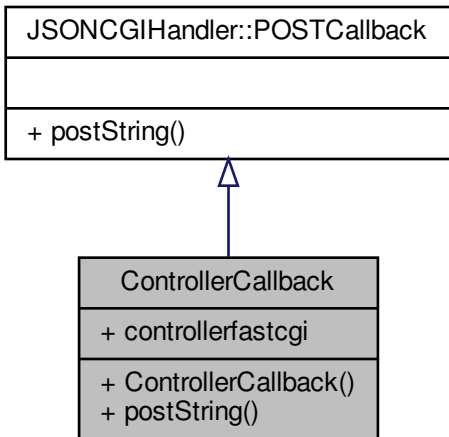 JSONCGIHandler::POSTCallback
+ postString()
ControllerCallback
+ controllerfastcgi
+ ControllerCallback()
+ postString()